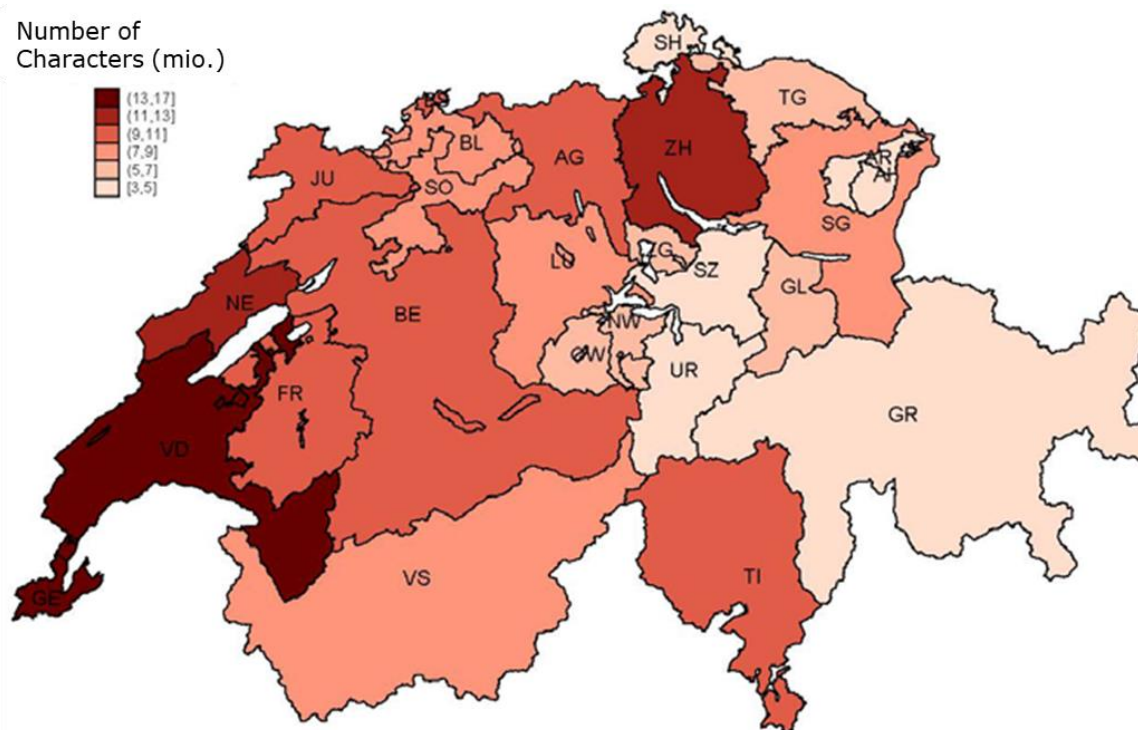 Number of
Characters (mio.)
(13,17]
(11,13]
(9,11]
(7,9]
(5,7]
[3,5]
SH
TG
BL
AG
ZH
AR
AI
JU
SO
SG
LU
ZG
SZ
GL
NE
BE
NW
OW
UR
FR
GR
VD
VS
TI
GE